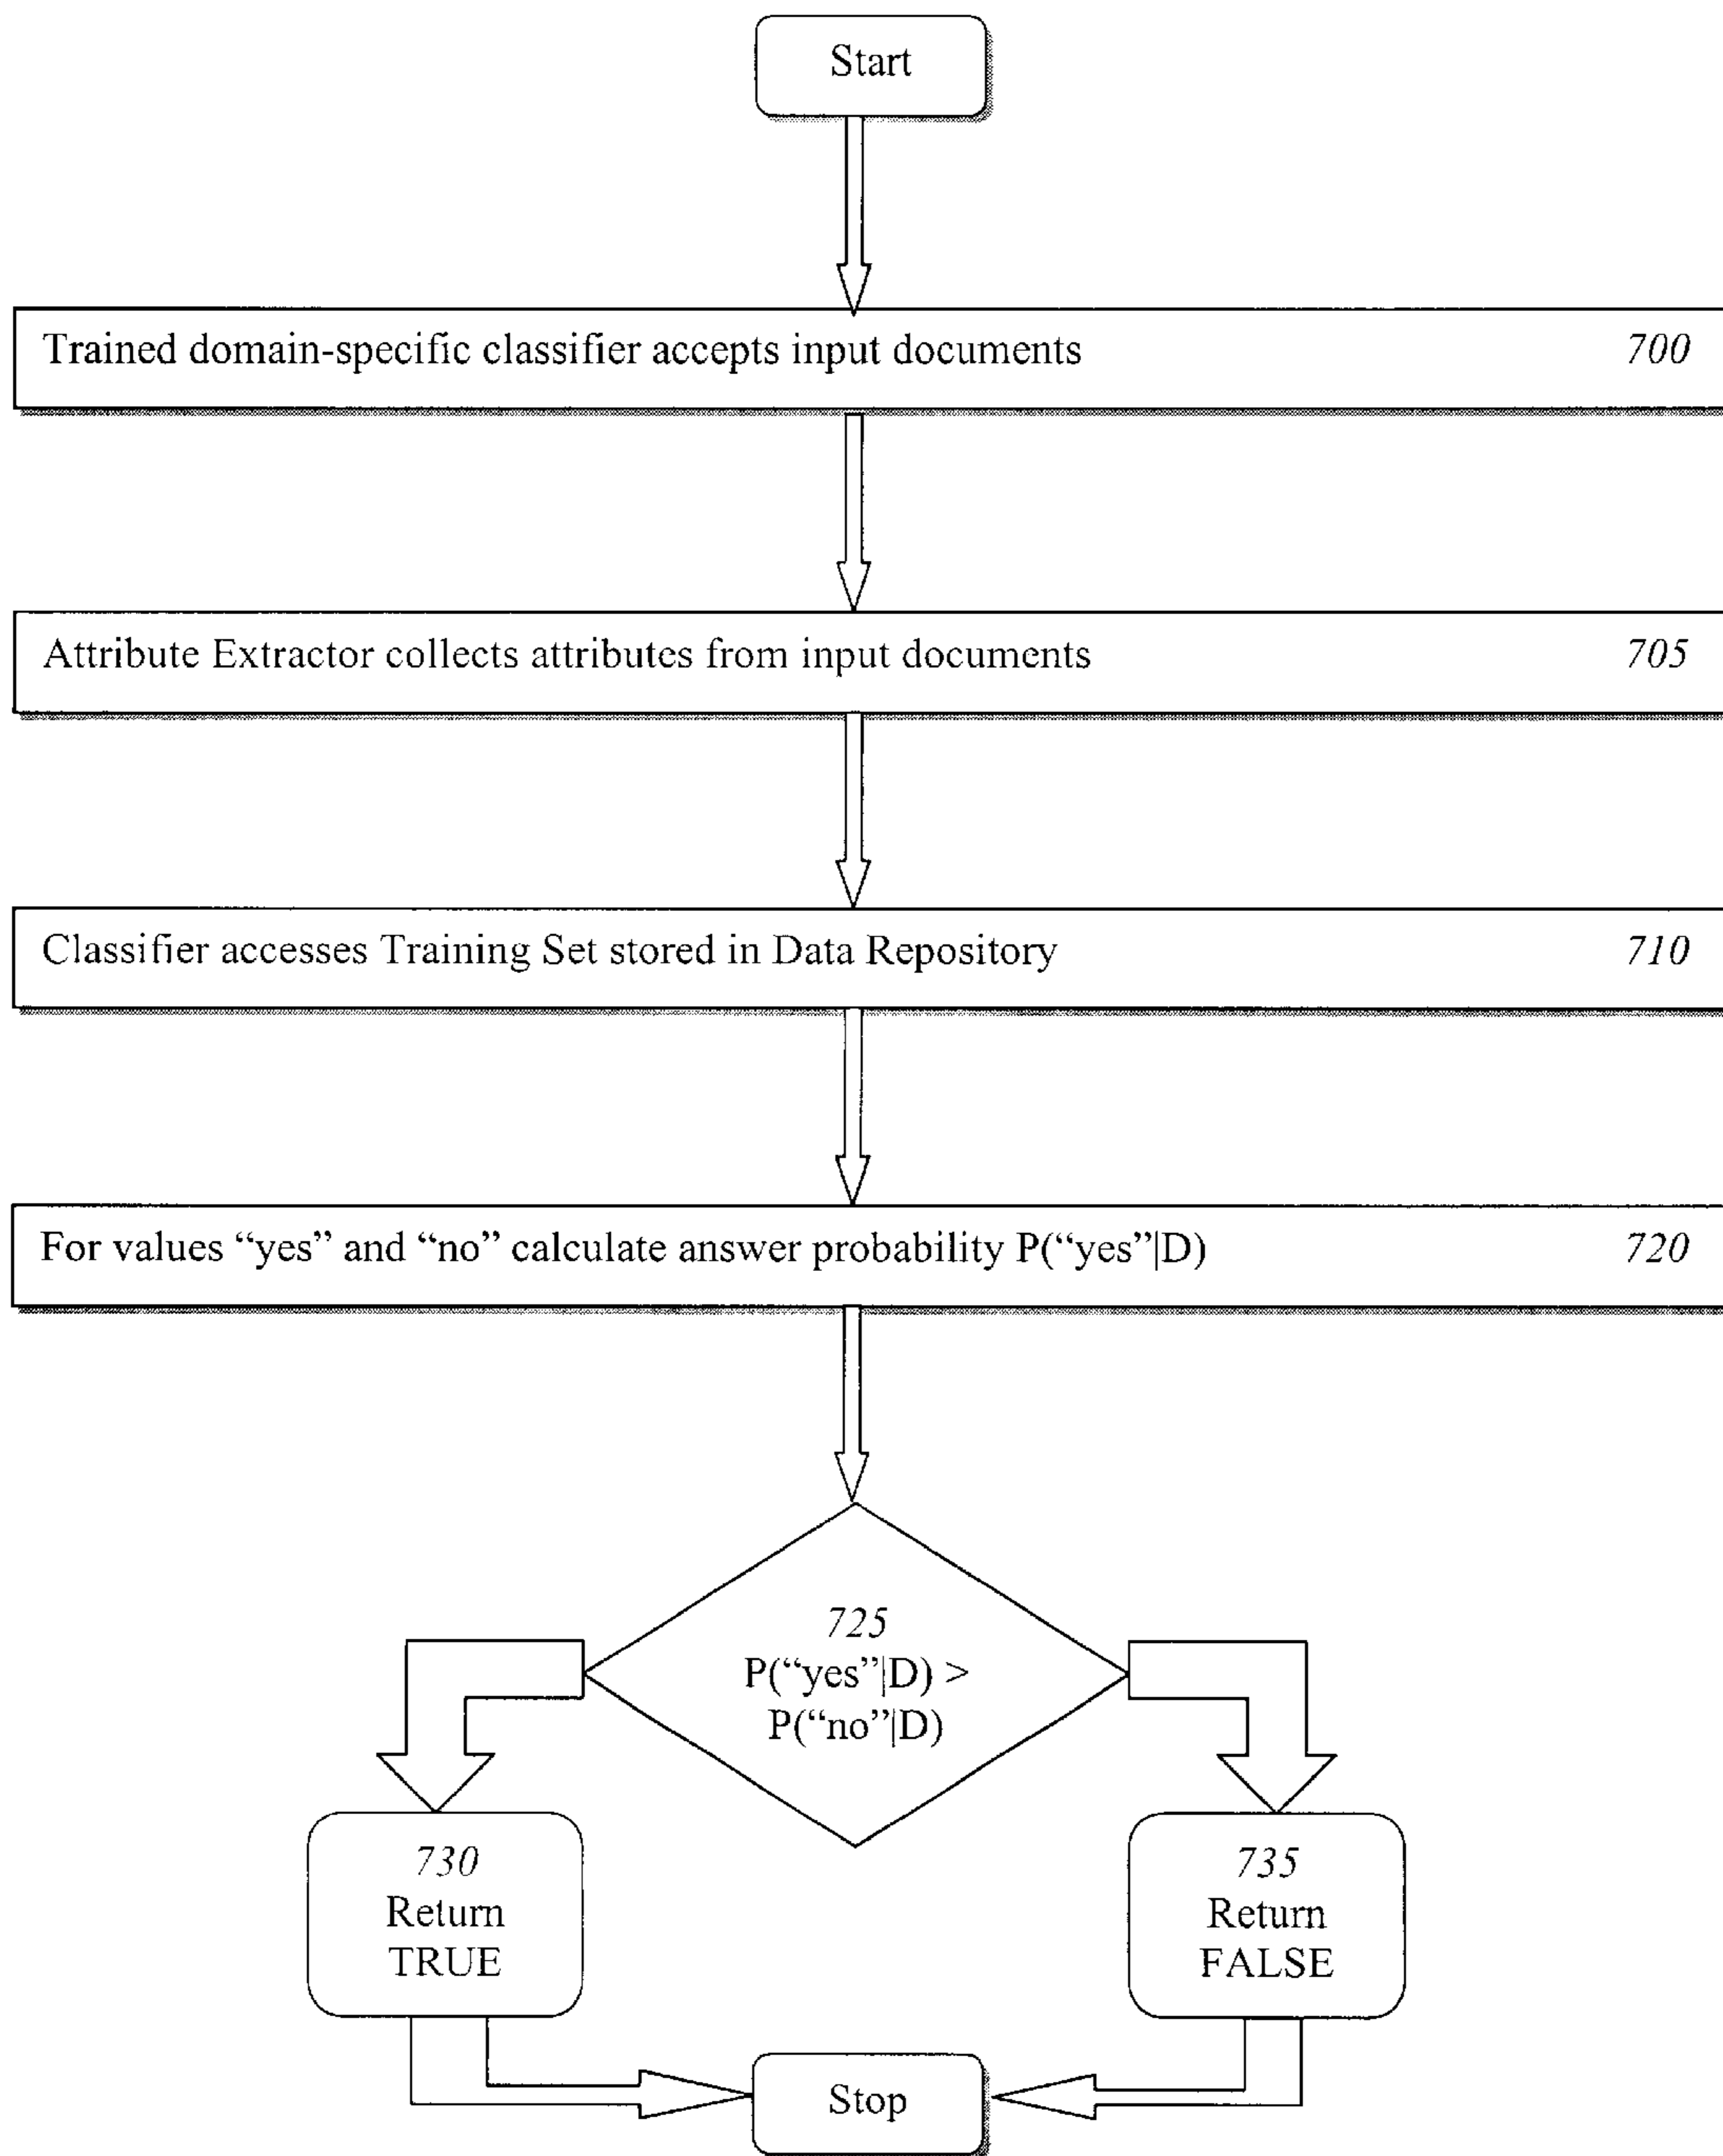 Start
Trained domain-specific classifier accepts input documents 700
Attribute Extractor collects attributes from input documents 705
Classifier accesses Training Set stored in Data Repository 710
For values “yes” and “no” calculate answer probability P(“yes”|D) 720
725
P(“yes”|D) >
P(“no”|D)
730
Return
TRUE
735
Return
FALSE
Stop